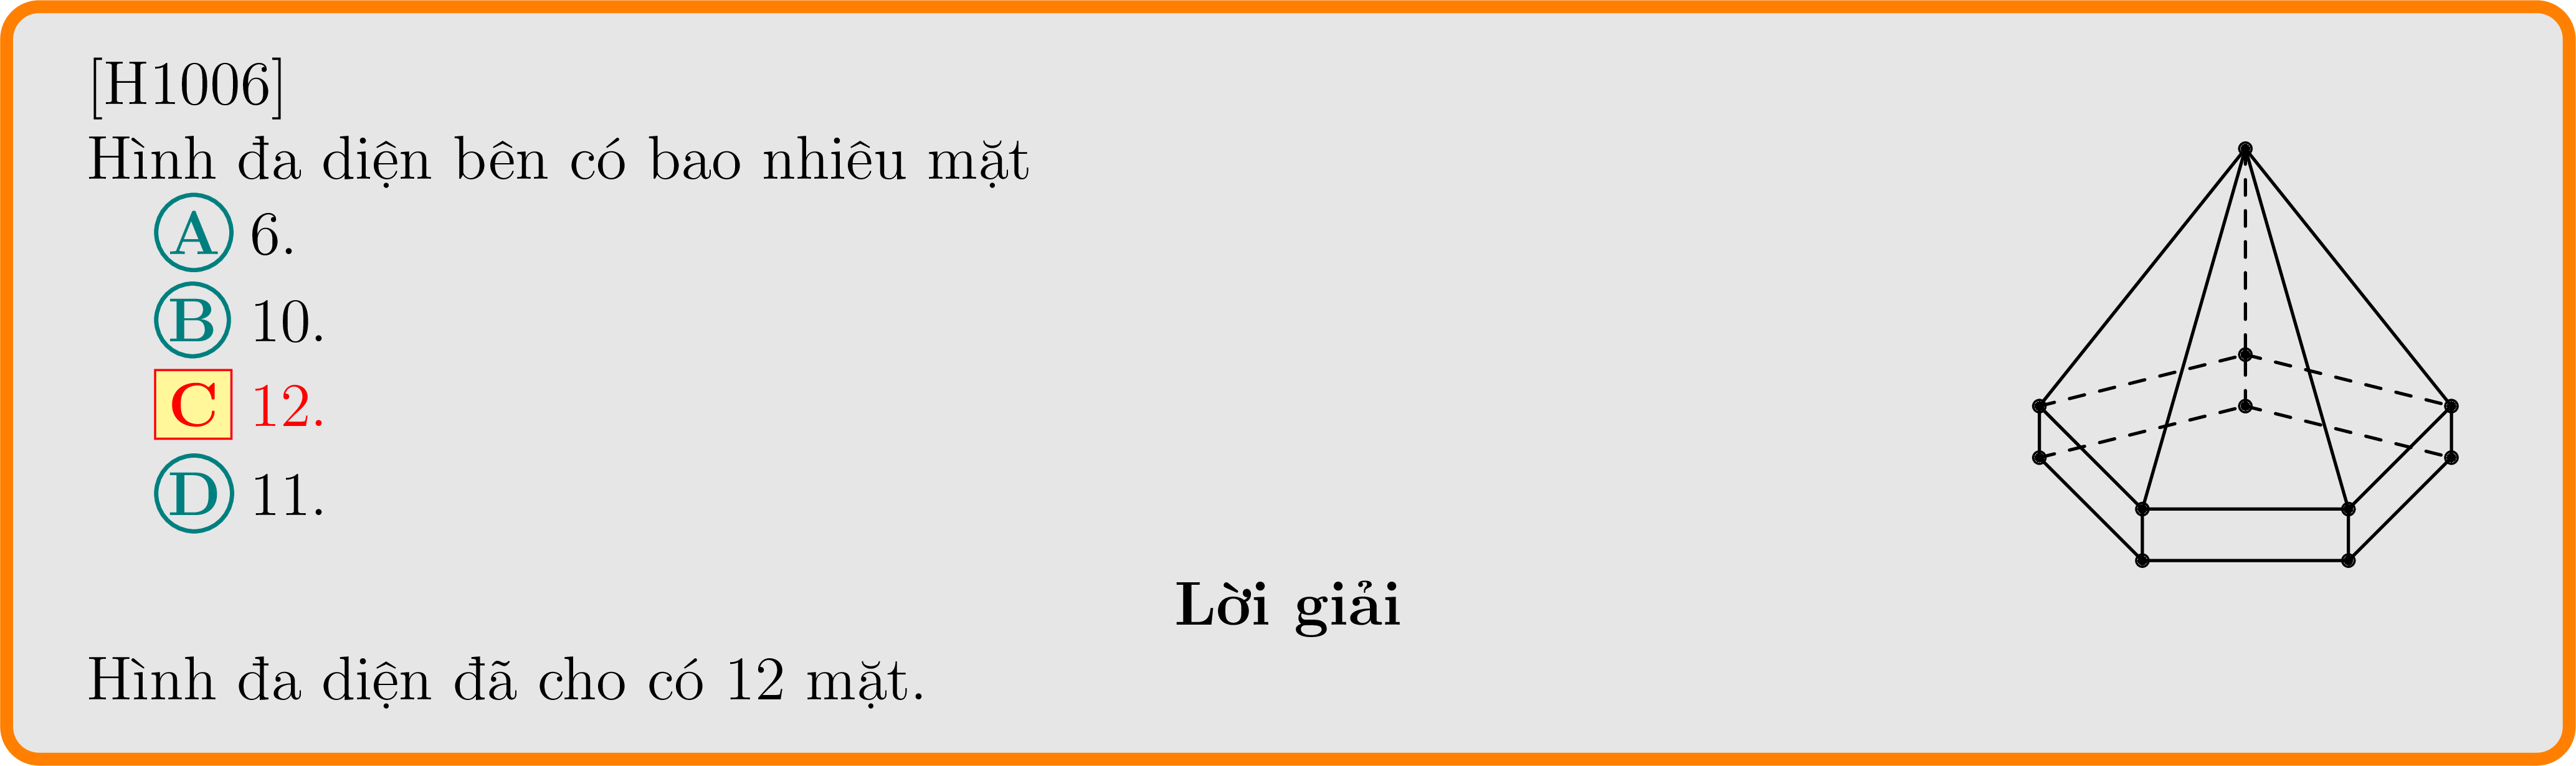 [H1006]
Hình đa diện bên có bao nhiêu mặt
A 6.
B 10.
C 12.
D 11.
Lời giải
Hình đa diện đã cho có 12 mặt.